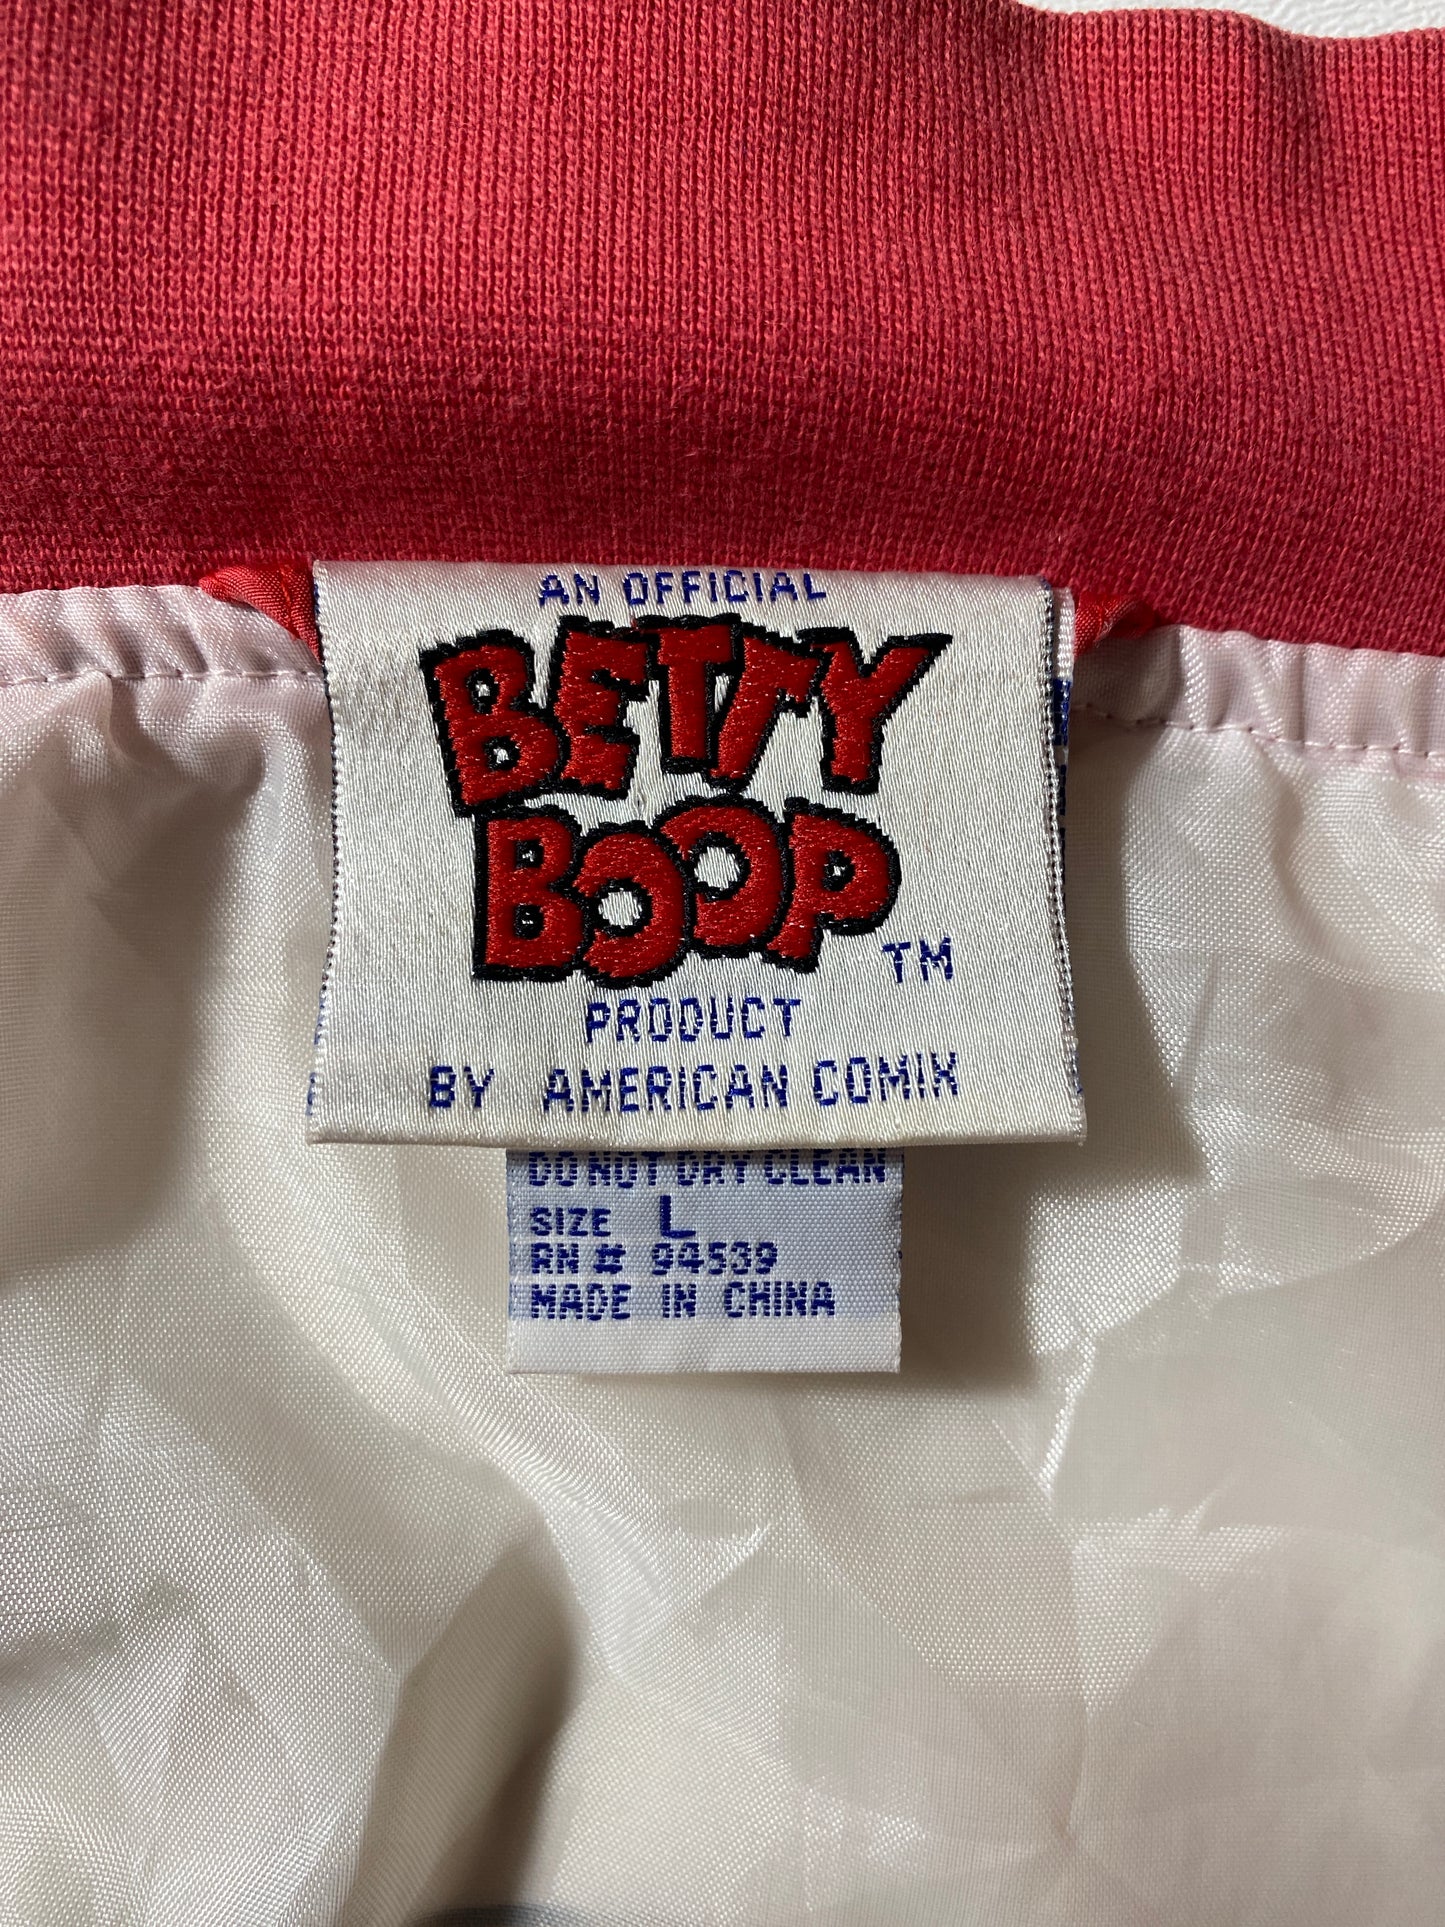 AN OFFICIAL
BETTY
BOOP
TM
PRODUCT
BY AMERICAN COMIX
DO NOT DRY CLEAN
SIZE L
RN # 94539
MADE IN CHINA